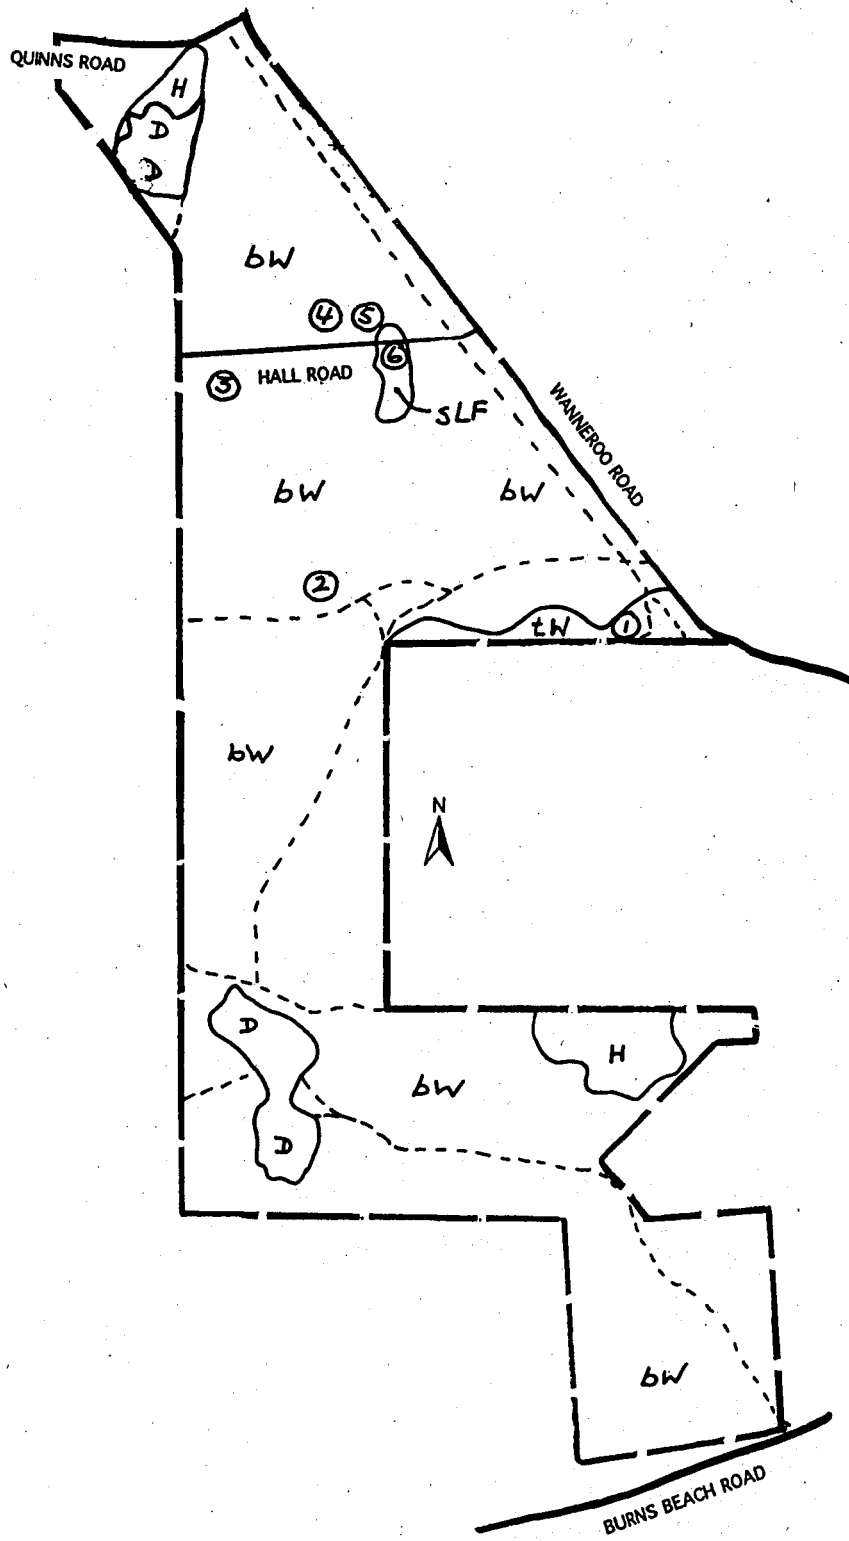 QUINNS ROAD
H
D
D
bW
4 5
6
3 HALL ROAD
sLF
WANNEROO ROAD
bW
bW
2
tW 1
bW
N
D
H
bW
D
bW
BURNS BEACH ROAD